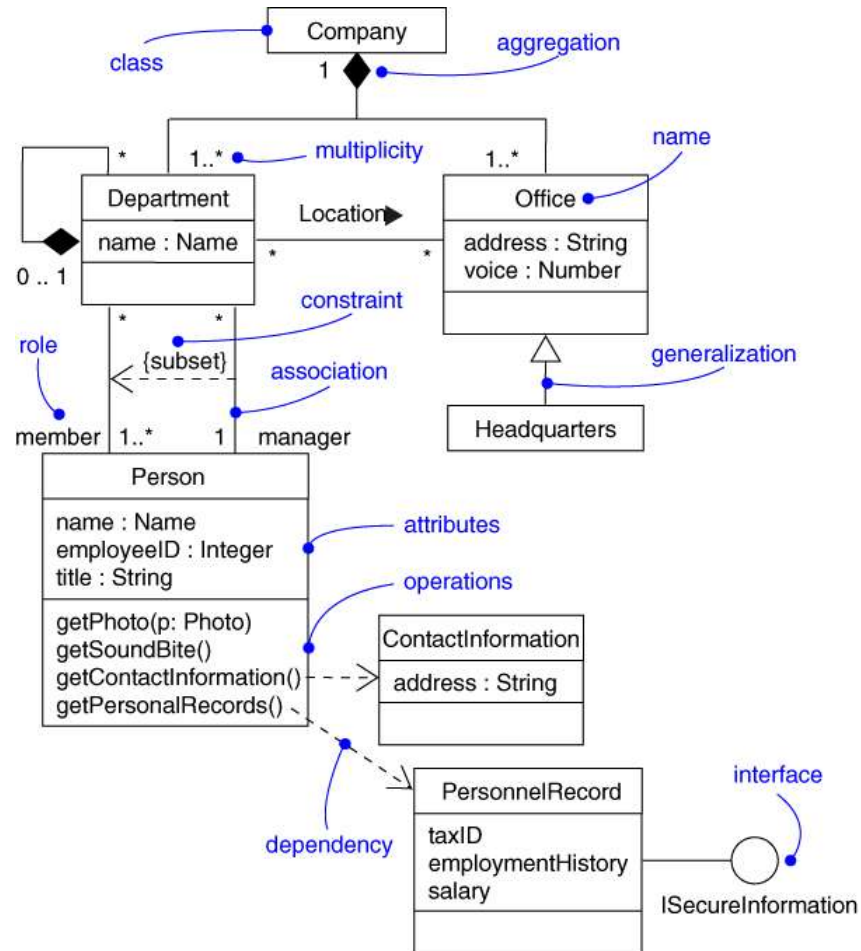 Company
class
aggregation
1
*
1..*
multiplicity
1..*
name
Department
Office
name : Name
Location
address : String
voice : Number
*
*
0 .. 1
*
*
constraint
role
{subset}
association
generalization
member
1..*
1
manager
Headquarters
Person
name : Name
employeeID : Integer
title : String
attributes
operations
getPhoto(p: Photo)
getSoundBite()
getContactInformation()
getPersonalRecords()
ContactInformation
address : String
dependency
PersonnelRecord
interface
taxID
employmentHistory
salary
ISecureInformation